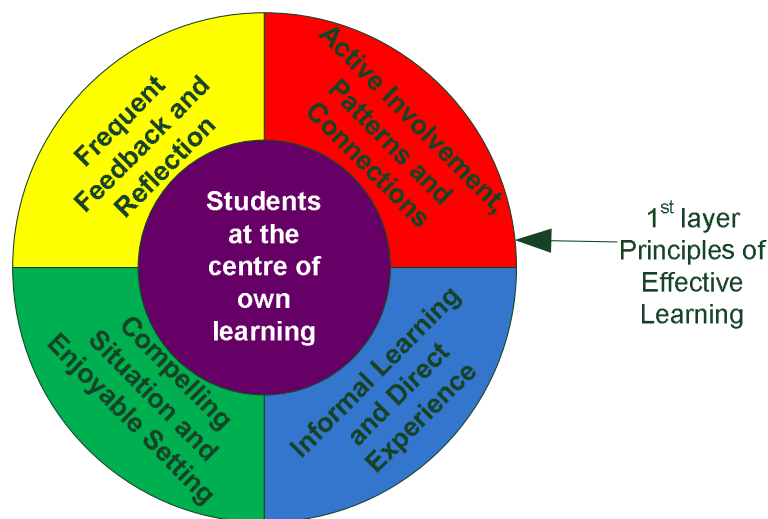 Frequent
Feedback and
Reflection
Active Involvement,
Patterns and
Connections
Students
at the
centre of
own
learning
1st layer
Principles of
Effective
Learning
Compelling
Situation and
Enjoyable Setting
Informal Learning
and Direct
Experience